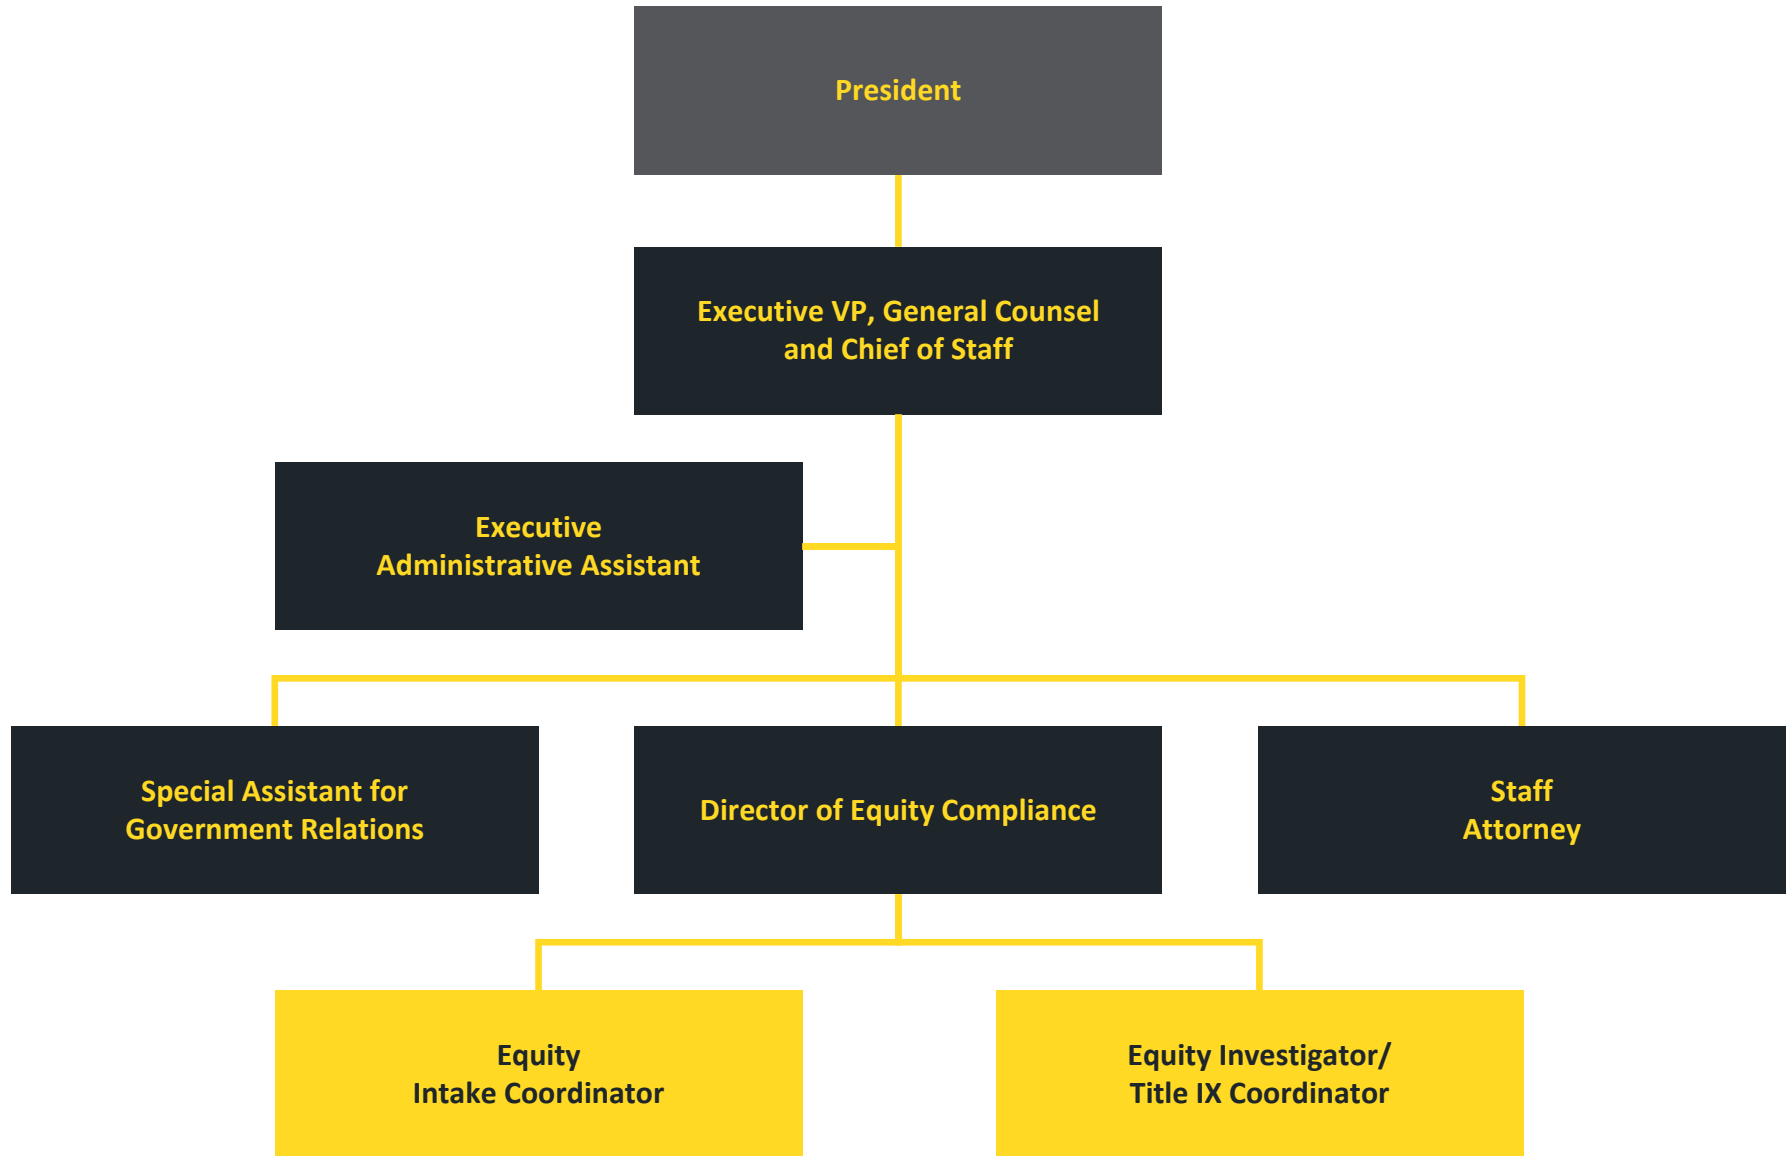 President
Executive VP, General Counsel
and Chief of Staff
Executive
Administrative Assistant
Special Assistant for
Government Relations
Director of Equity Compliance
Staff
Attorney
Equity
Intake Coordinator
Equity Investigator/
Title IX Coordinator